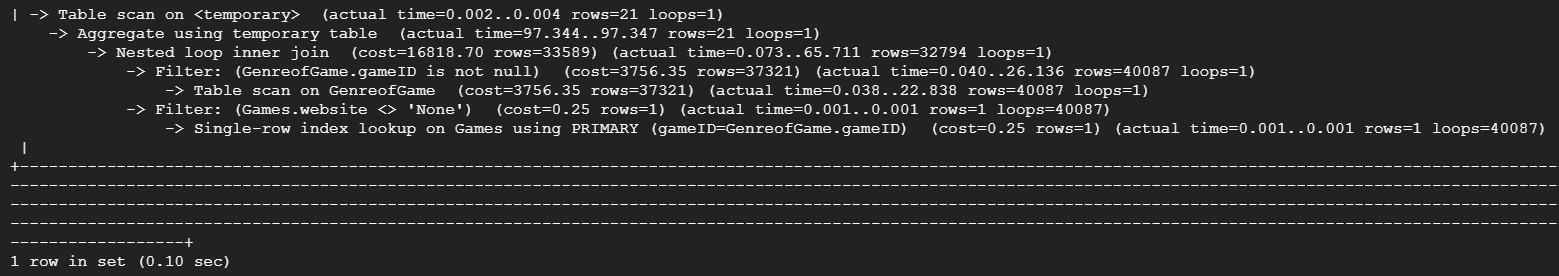 | -> Table scan on <temporary>  (actual time=0.002..0.004 rows=21 loops=1)
    -> Aggregate using temporary table  (actual time=97.344..97.347 rows=21 loops=1)
        -> Nested loop inner join  (cost=16818.70 rows=33589) (actual time=0.073..65.711 rows=32794 loops=1)
            -> Filter: (GenreofGame.gameID is not null)  (cost=3756.35 rows=37321) (actual time=0.040..26.136 rows=40087 loops=1)
                -> Table scan on GenreofGame  (cost=3756.35 rows=37321) (actual time=0.038..22.838 rows=40087 loops=1)
            -> Filter: (Games.website <> 'None')  (cost=0.25 rows=1) (actual time=0.001..0.001 rows=1 loops=40087)
                -> Single-row index lookup on Games using PRIMARY (gameID=GenreofGame.gameID)  (cost=0.25 rows=1) (actual time=0.001..0.001 rows=1 loops=40087)
 |
+-----------------------------------------------------------------------------------------------------------------------------------------------------------------
------------------------------------------------------------------------------------------------------------------------------------------------------------------
------------------------------------------------------------------------------------------------------------------------------------------------------------------
------------------------------------------------------------------------------------------------------------------------------------------------------------------
------------------+
1 row in set (0.10 sec)